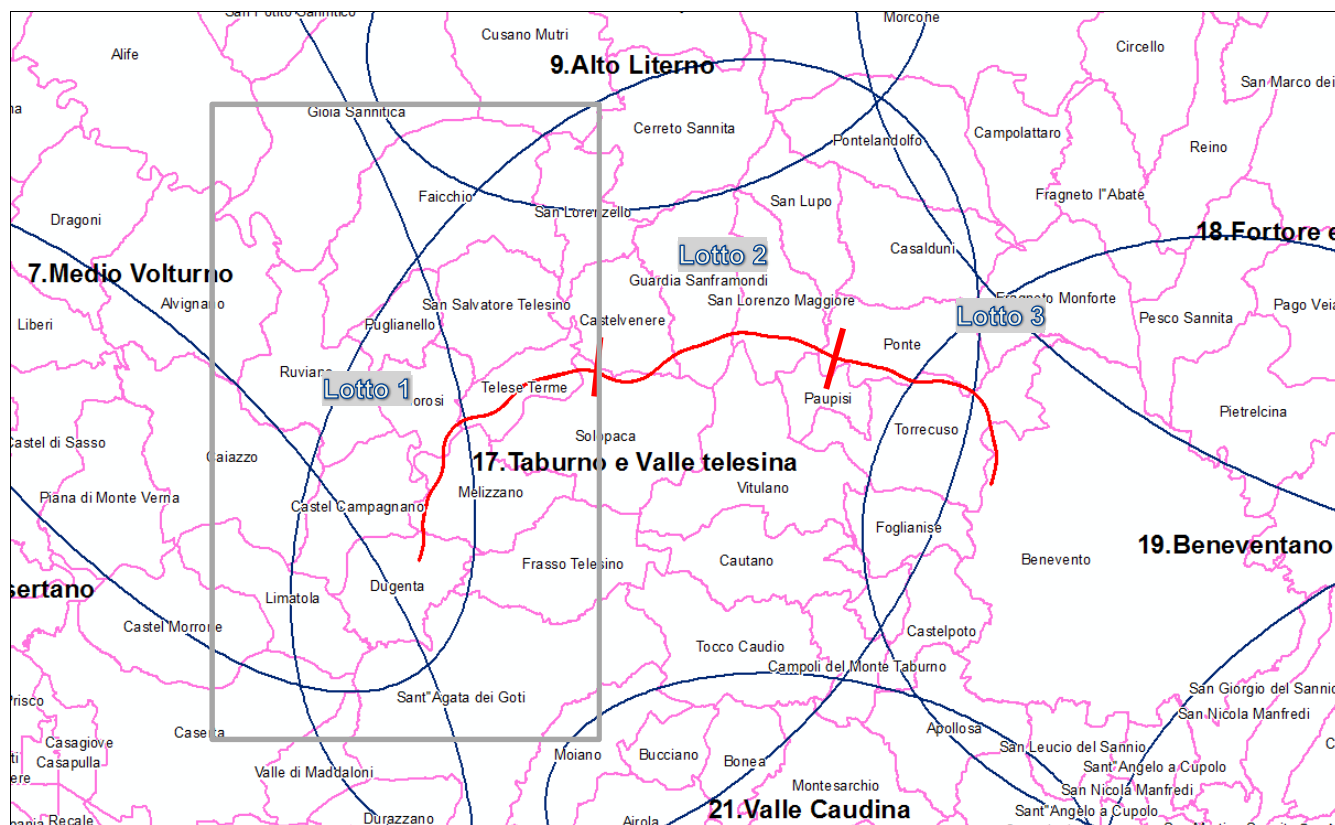 San Potito Sannitico
Morcone
Cusano Mutri
Circello
Alife
9.Alto Literno
San Marco dei
Gioia Sannitica
Cerreto Sannita
Campolattaro
Pontelandolfo
Reino
Faicchio
Fragneto l"Abate
San Lupo
San Lorenzello
Dragoni
18.Fortore e
Casalduni
Lotto 2
7.Medio Volturno
Guardia Sanframondi
Alvignano
San Salvatore Telesino
San Lorenzo Maggiore
Fragneto Monforte
Pago Veia
Lotto 3
Liberi
Puglianello
Castelvenere
Pesco Sannita
Ponte
Ruviano
Lotto 1
orosi
Telese Terme
Paupisi
Pietrelcina
Castel di Sasso
Solopaca
Torrecuso
Caiazzo
17.Taburno e Valle telesina
Melizzano
Vitulano
Piana di Monte Verna
Castel Campagnano
Foglianise
19.Beneventano
Frasso Telesino
Cautano
Benevento
sertano
Dugenta
Limatola
Castel Morrone
Castelpoto
Tocco Caudio
Campoli del Monte Taburno
San Giorgio del Sannio
Prisco
Sant"Agata dei Goti
San Nicola Manfredi
Caserta
Apollosa
Casagiove
San Leucio del Sannio
Moiano
Bucciano
Bonea
Casapulla
Sant"Angelo a Cupolo
Valle di Maddaloni
Montesarchio
San Nicola Manfredi
21.Valle Caudina
Sant"Angelo a Cupolo
Recale
Durazzano
Airola